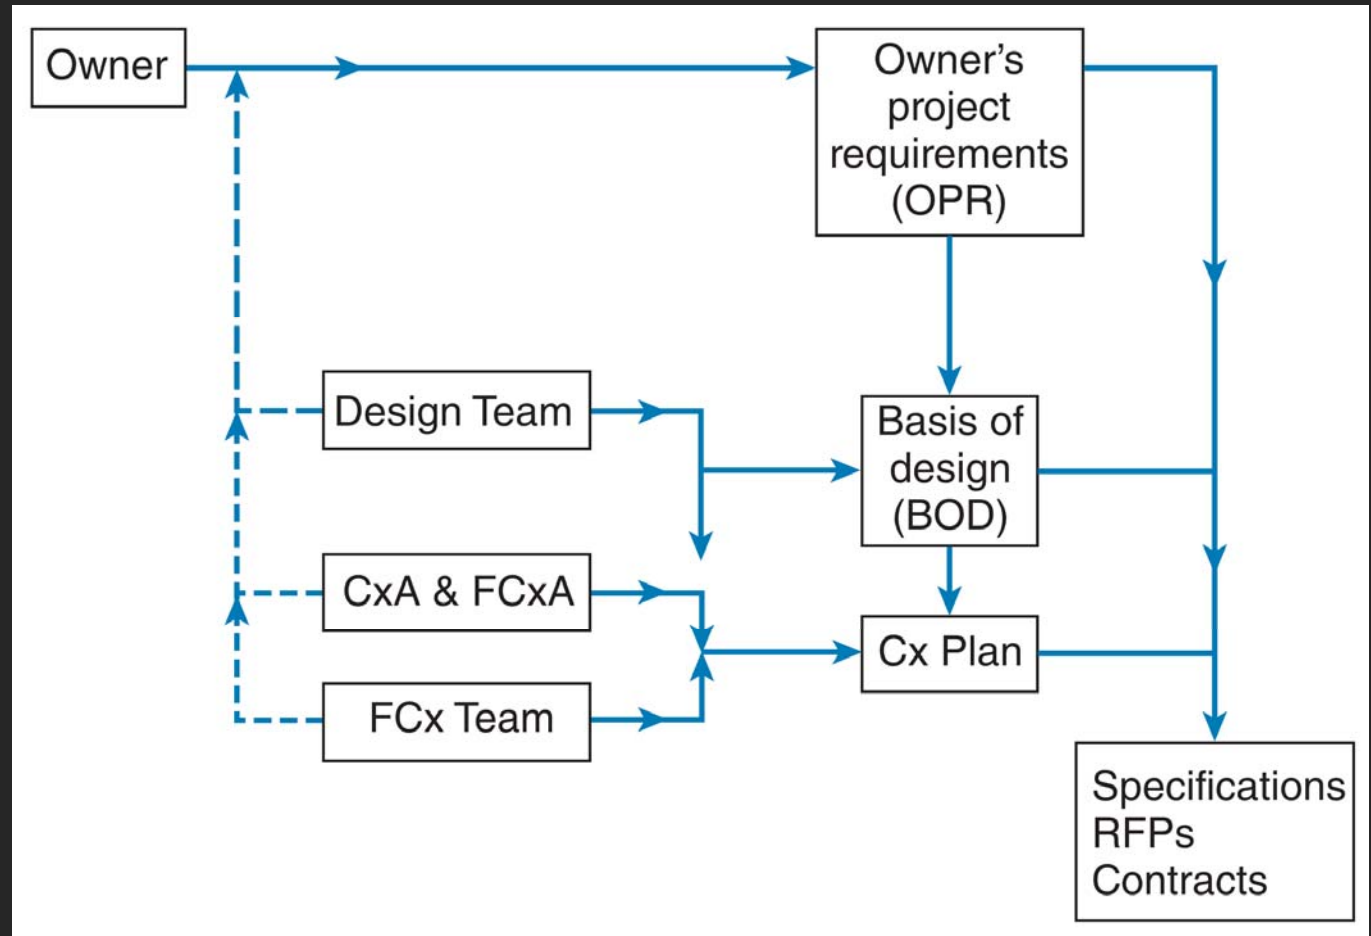 Owner
Owner’s
project
requirements
(OPR)
Design Team
Basis of
design
(BOD)
CxA & FCxA
Cx Plan
FCx Team
Specifications
RFPs
Contracts